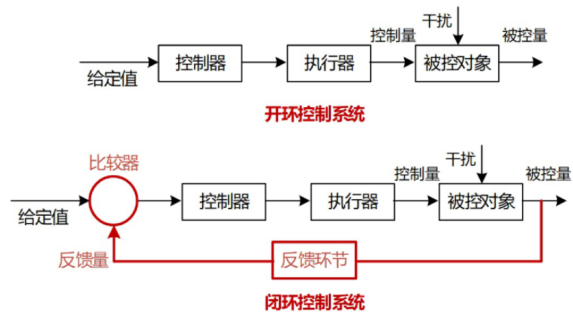 干扰
控制量
被控量
给定值
控制器
执行器
被控对象
开环控制系统
比较器
干扰
控制量
被控量
给定值
控制器
执行器
被控对象
反馈量
反馈环节
闭环控制系统